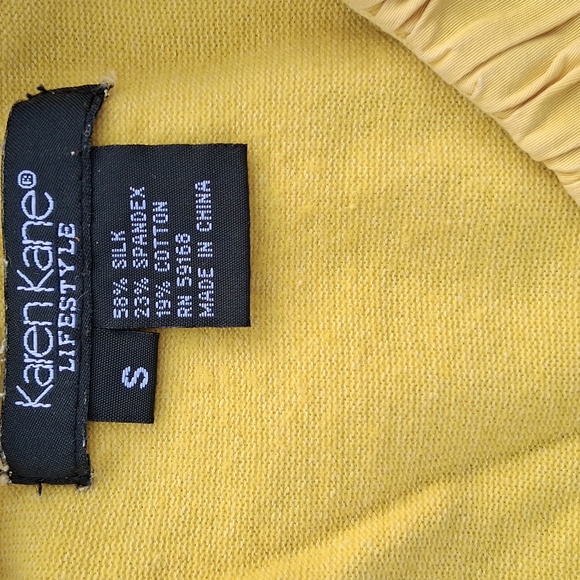 Karen Kane®
LIFESTYLE
58% SILK
23% SPANDEX
19% COTTON
RN 59168
MADE IN CHINA
S